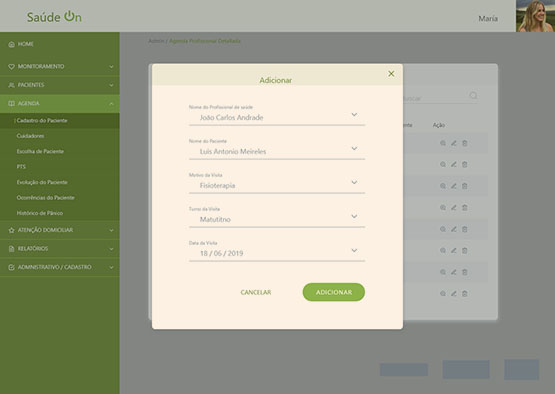 Saúde On
Maria
HOME
Admin / Agenda Profissional Detalhada
MONITORAMENTO
PACIENTES
AGENDA
Cadastro do Paciente
Cuidadores
Escolha de Paciente
PTS
Evolução do Paciente
Ocorrências do Paciente
Histórico de Pânico
ATENÇÃO DOMICILIAR
RELATÓRIOS
ADMINISTRATIVO / CADASTRO
Adicionar
Nome do Profissional de saúde
João Carlos Andrade
Nome do Paciente
Luis Antonio Meireles
Motivo da Visita
Fisioterapia
Turno da Visita
Matutitno
Data da Visita
18 / 06 / 2019
CANCELAR
ADICIONAR
Ação